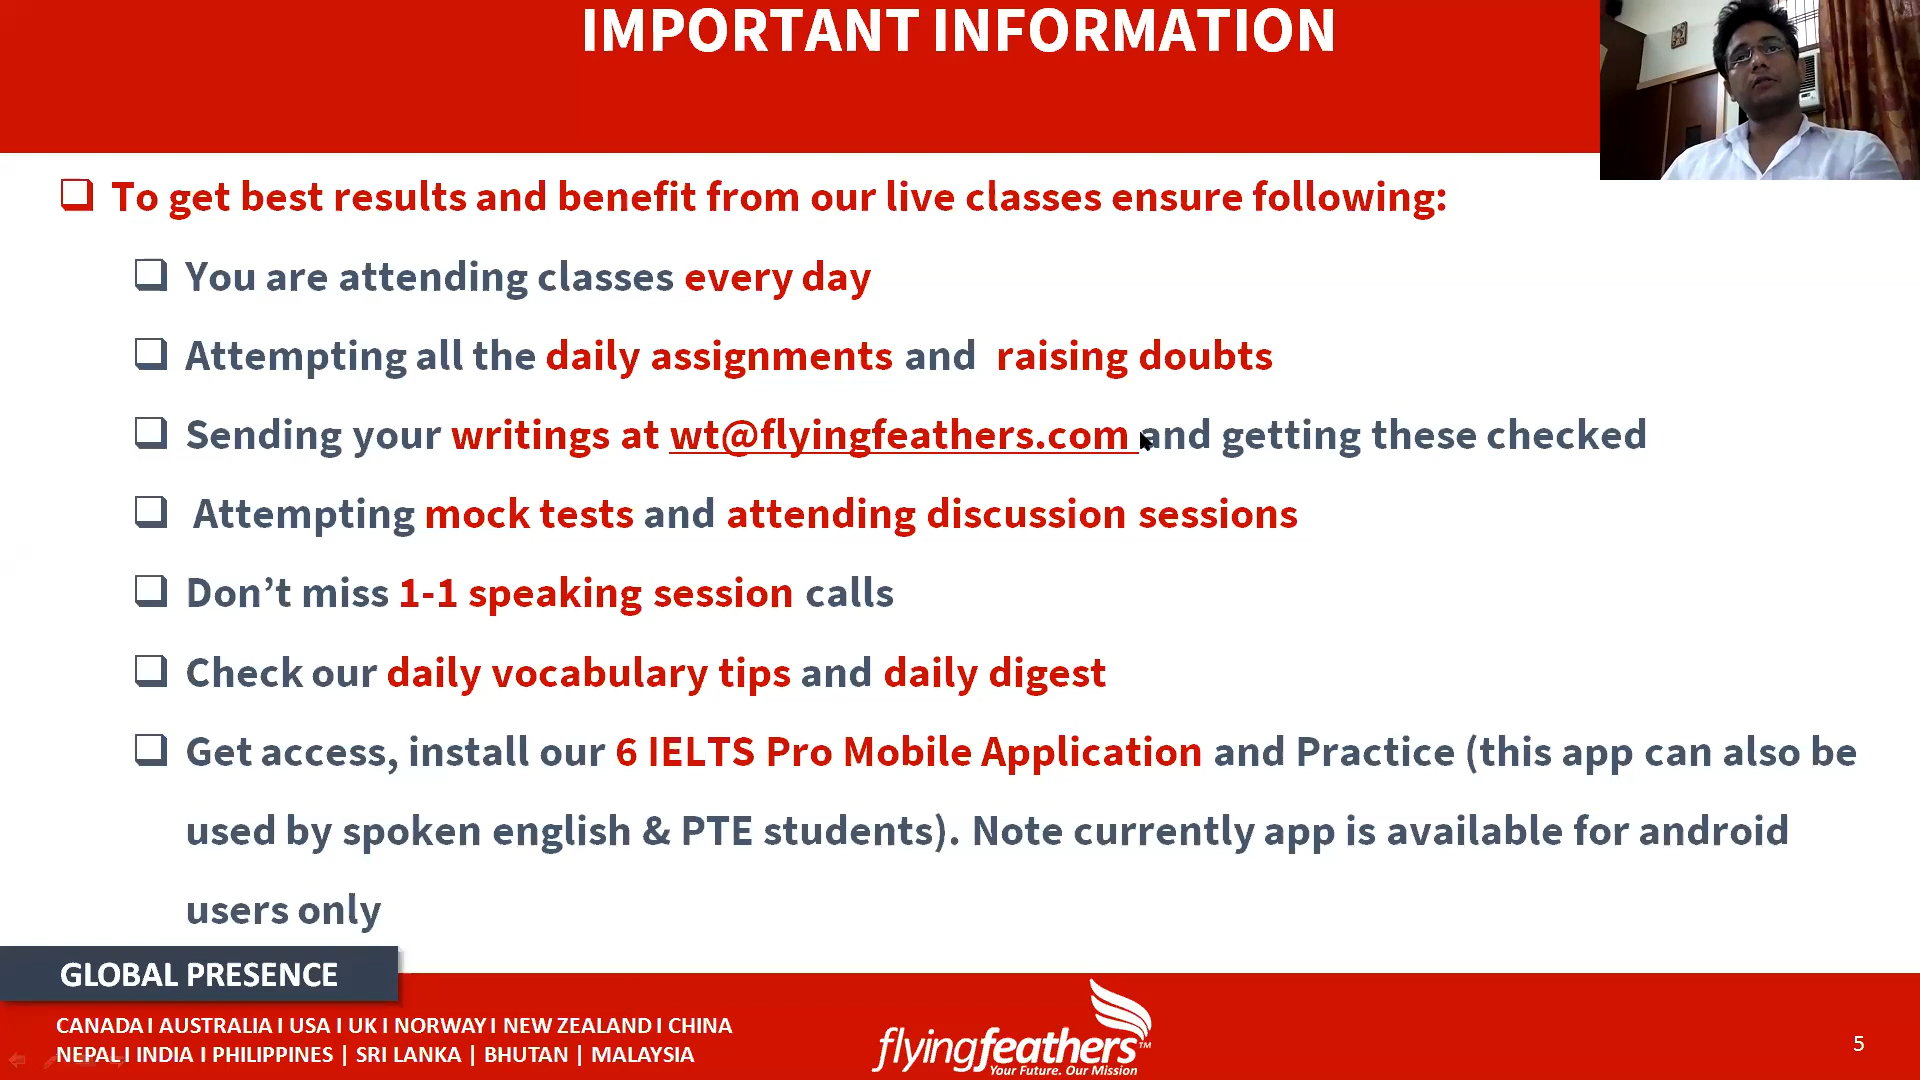 IMPORTANT INFORMATION
To get best results and benefit from our live classes ensure following:
You are attending classes every day
Attempting all the daily assignments and raising doubts
Sending your writings at wt@flyingfeathers.com and getting these checked
Attempting mock tests and attending discussion sessions
Don’t miss 1-1 speaking session calls
Check our daily vocabulary tips and daily digest
Get access, install our 6 IELTS Pro Mobile Application and Practice (this app can also be
used by spoken english & PTE students). Note currently app is available for android
users only
GLOBAL PRESENCE
CANADA I AUSTRALIA I USA I UK I NORWAY I NEW ZEALAND I CHINA
NEPAL I INDIA I PHILIPPINES | SRI LANKA | BHUTAN | MALAYSIA
flyingfeathers™
Your Future. Our Mission
5